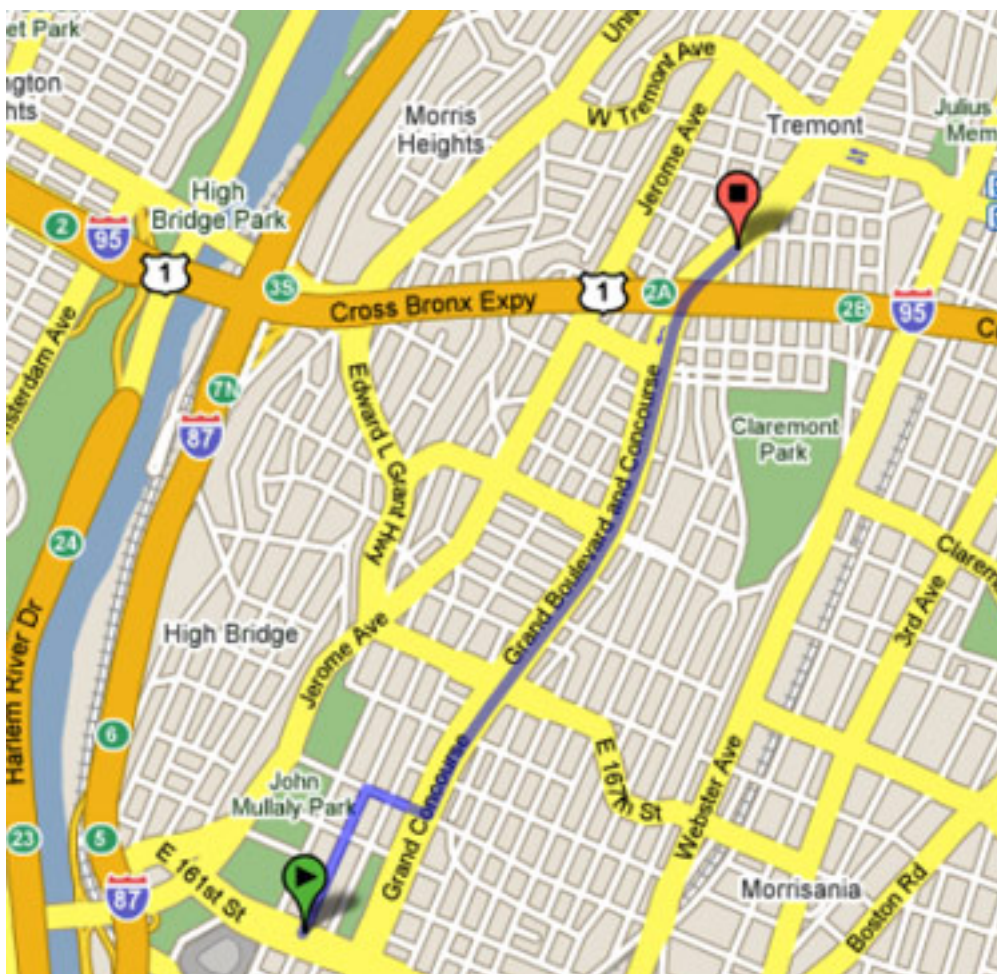 et Park
Univ
ngton
hts
W Tremont Ave
Morris
Heights
Tremont
Julius
Mem
Jerome Ave
High
Bridge Park
2
95
1
3S
Cross Bronx Expy
1
2A
2B
95
C
msterdam Ave
7N
87
Edward L Grant Hwy
Grand Boulevard and Concourse
Claremont
Park
24
Harlem River Dr
High Bridge
Jerome Ave
Clarem
3rd Ave
6
E 167th St
Webster Ave
John
Mullaly Park
Grand Concourse
23
5
87
E 161st St
Morrisania
Boston Rd